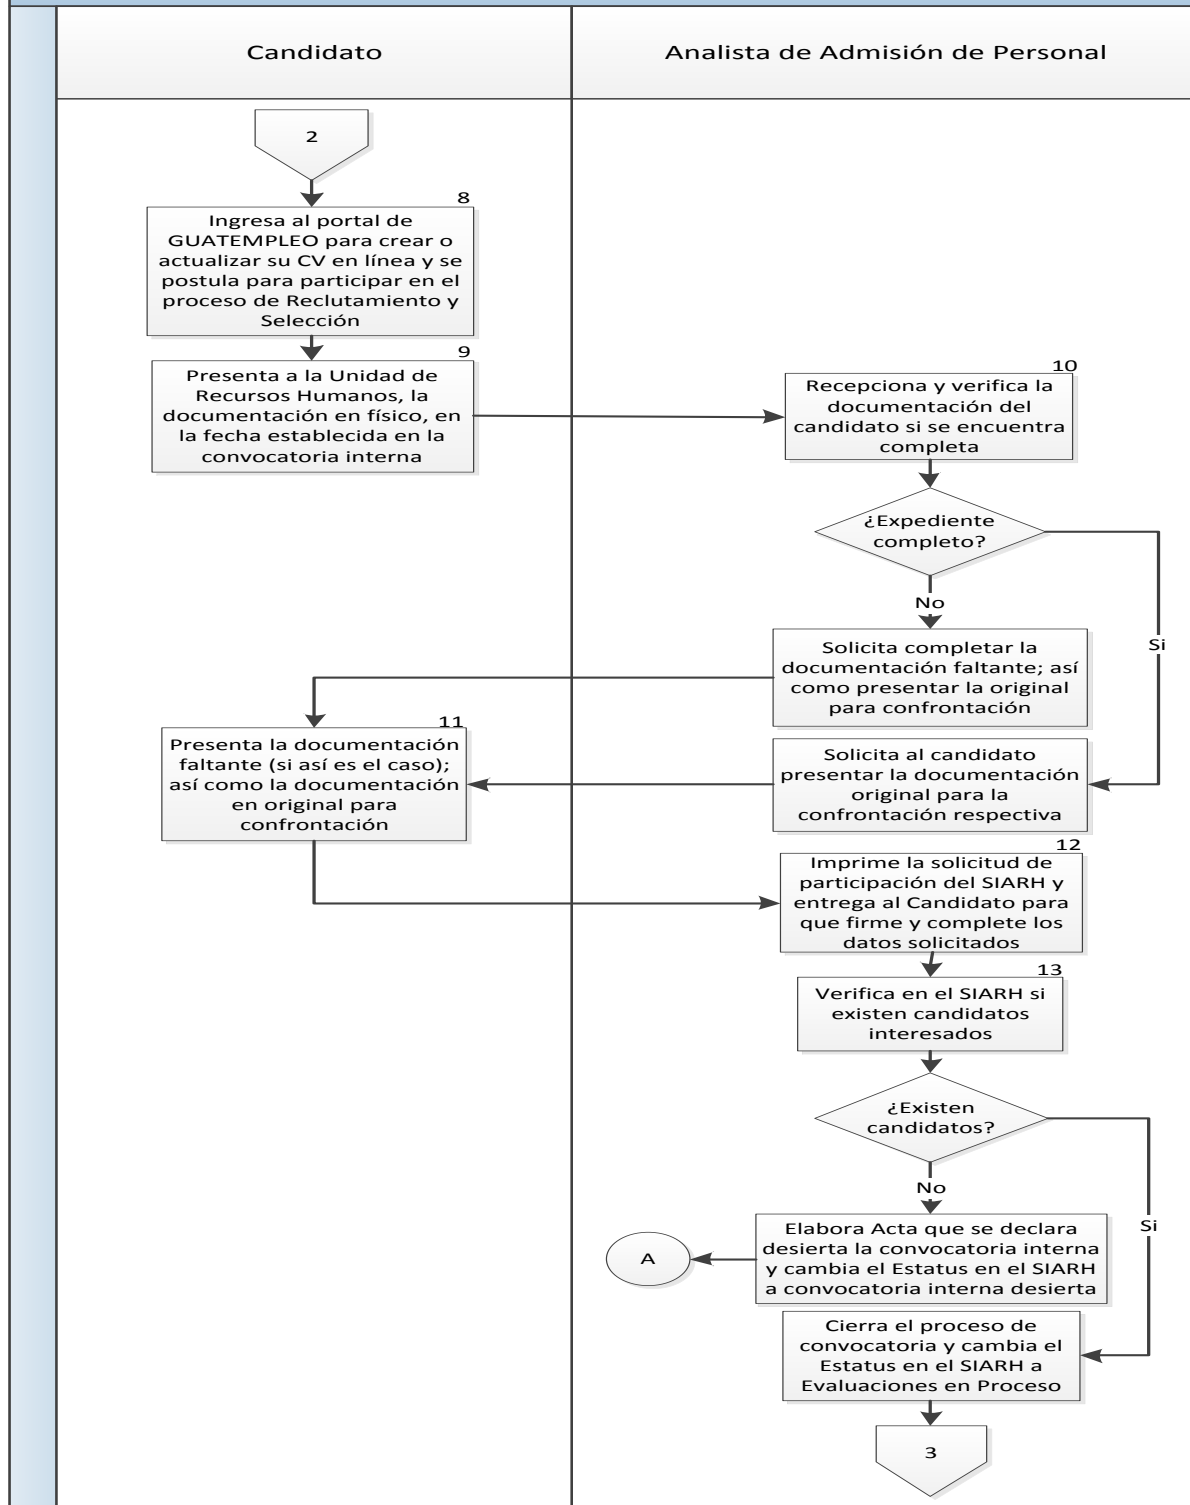 Candidato
Analista de Admisión de Personal
2
8
Ingresa al portal de
GUATEMPLEO para crear o
actualizar su CV en línea y se
postula para participar en el
proceso de Reclutamiento y
Selección
9
Presenta a la Unidad de
Recursos Humanos, la
documentación en físico, en
la fecha establecida en la
convocatoria interna
10
Recepciona y verifica la
documentación del
candidato si se encuentra
completa
¿Expediente
completo?
No
Si
Solicita completar la
documentación faltante; así
como presentar la original
para confrontación
Solicita al candidato
presentar la documentación
original para la
confrontación respectiva
11
Presenta la documentación
faltante (si así es el caso);
así como la documentación
en original para
confrontación
12
Imprime la solicitud de
participación del SIARH y
entrega al Candidato para
que firme y complete los
datos solicitados
13
Verifica en el SIARH si
existen candidatos
interesados
¿Existen
candidatos?
No
Si
Elabora Acta que se declara
desierta la convocatoria interna
y cambia el Estatus en el SIARH
a convocatoria interna desierta
A
Cierra el proceso de
convocatoria y cambia el
Estatus en el SIARH a
Evaluaciones en Proceso
3